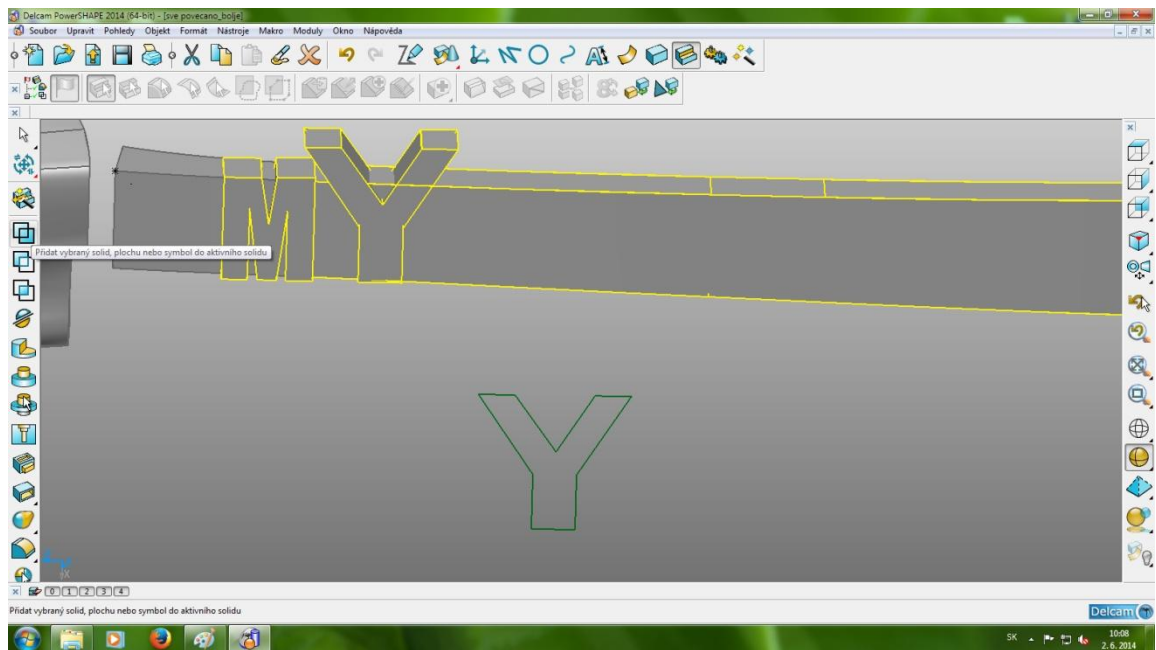 Delcam PowerSHAPE 2014 (64-bit) - [sve povecano_bolje]
Soubor Upravit Pohledy Objekt Formát Nástroje Makro Moduly Okno Nápověda
MY
Přidat vybraný solid, plochu nebo symbol do aktivního solidu
Y
X
0 1 2 3 4
Přidat vybraný solid, plochu nebo symbol do aktivního solidu
Delcam
SK
10:08
2. 6. 2014